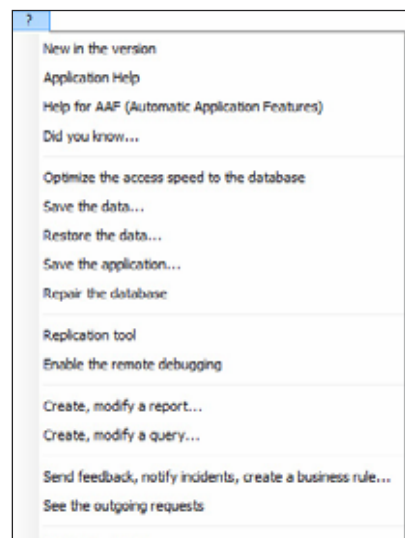 ?
New in the version
Application Help
Help for AAF (Automatic Application Features)
Did you know...
Optimize the access speed to the database
Save the data...
Restore the data...
Save the application...
Repair the database
Replication tool
Enable the remote debugging
Create, modify a report...
Create, modify a query...
Send feedback, notify incidents, create a business rule...
See the outgoing requests